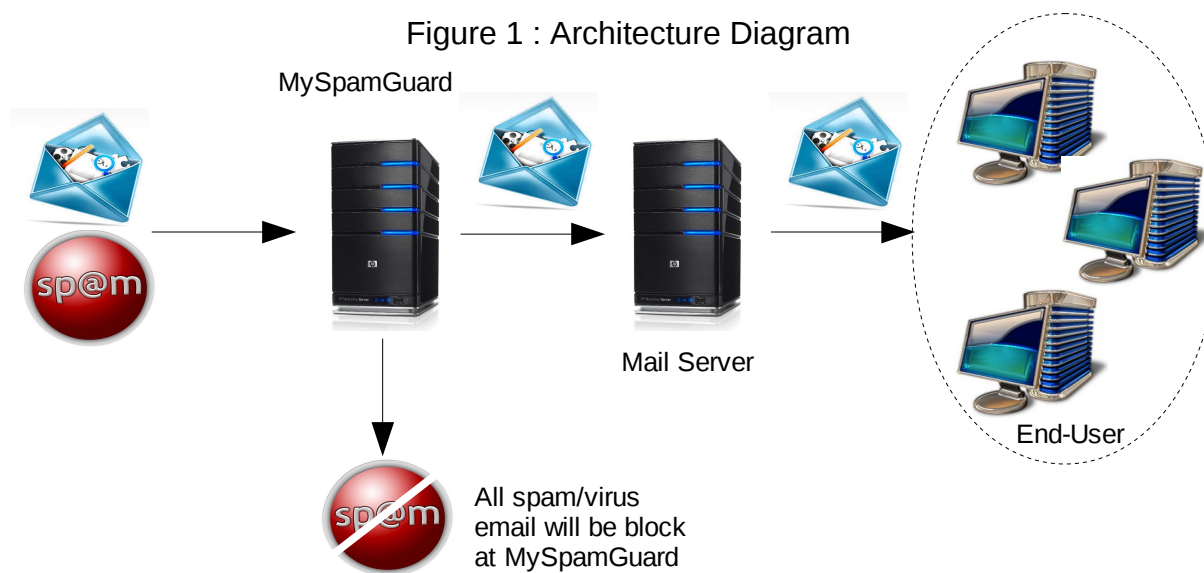 Figure 1 : Architecture Diagram
MySpamGuard
sp@m
Mail Server
End-User
sp@m
All spam/virus
email will be block
at MySpamGuard